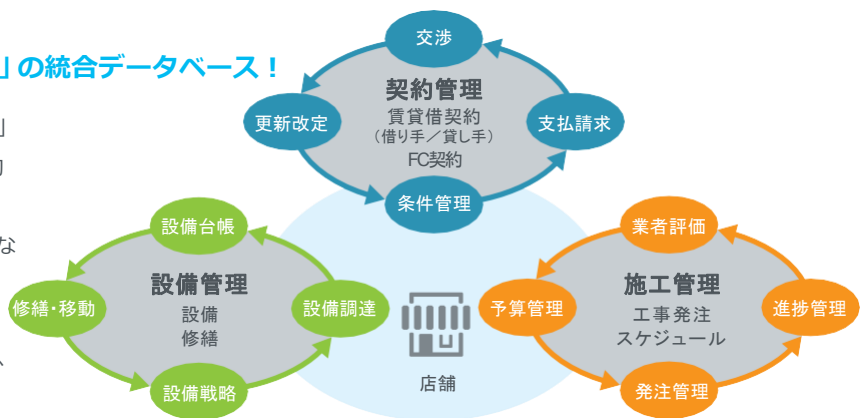 」の統合データベース！
」
な
交渉
契約管理
賃貸借契約
（借り手／貸し手）
FC契約
更新改定
支払請求
条件管理
設備台帳
設備管理
設備
修繕
修繕・移動
設備調達
設備戦略
店舗
業者評価
施工管理
工事発注
スケジュール
予算管理
進捗管理
発注管理